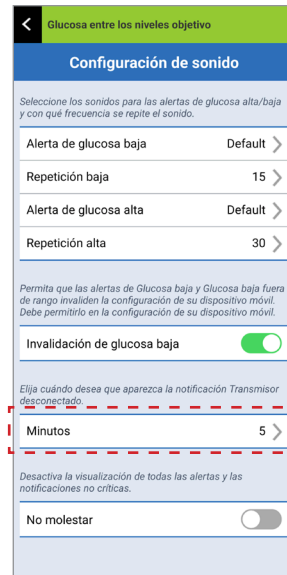 Glucosa entre los niveles objetivo
Configuración de sonido
Seleccione los sonidos para las alertas de glucosa alta/baja
y con qué frecuencia se repite el sonido.
Alerta de glucosa baja Default
Repetición baja 15
Alerta de glucosa alta Default
Repetición alta 30
Permita que las alertas de Glucosa baja y Glucosa baja fuera
de rango invaliden la configuración de su dispositivo móvil.
Debe permitirlo en la configuración de su dispositivo móvil.
Invalidación de glucosa baja
Elija cuándo desea que aparezca la notificación Transmisor
desconectado.
Minutos 5
Desactiva la visualización de todas las alertas y las
notificaciones no críticas.
No molestar